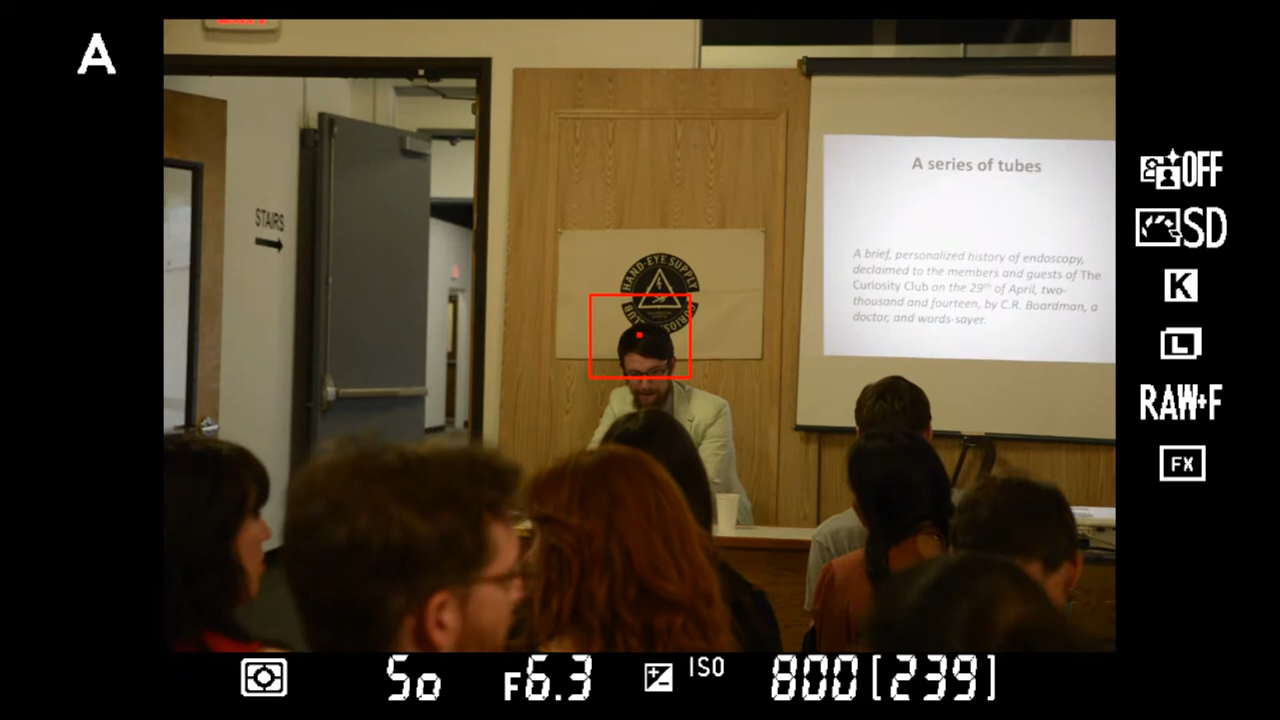 A
STAIRS
HAND-EYE SUPPLY
A series of tubes
A brief, personalized history of endoscopy,
declaimed to the members and guests of The
Curiosity Club on the 29th of April, two-
thousand and fourteen, by C.R. Boardman, a
doctor, and words-sayer.
OFF
SD
K
L
RAW+F
FX
50
F6.3
ISO
800[239]